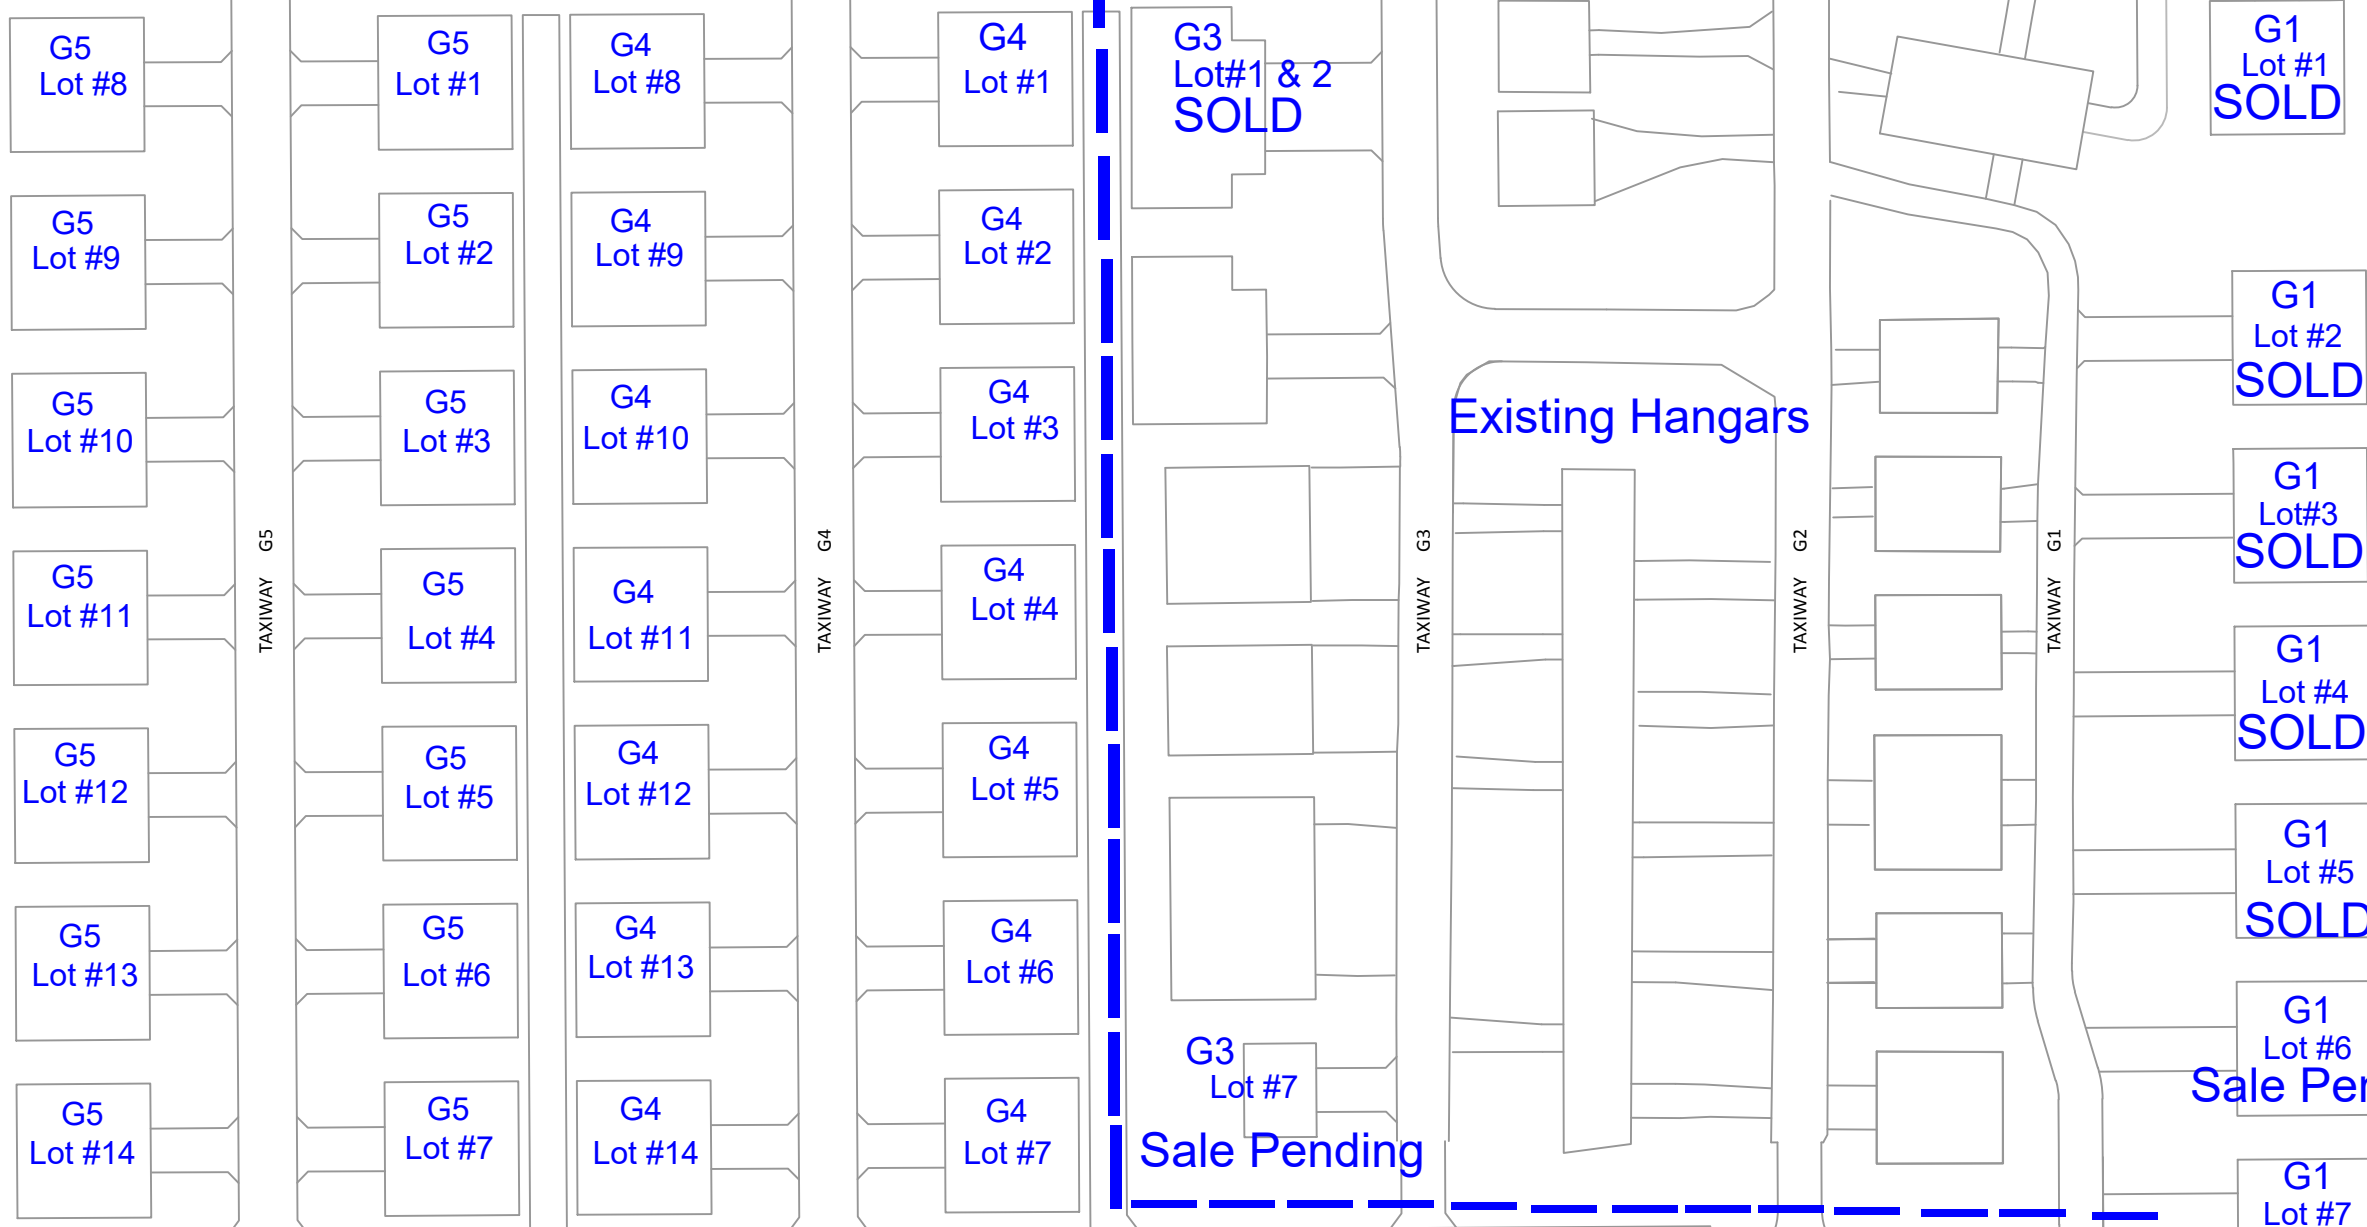 G5
Lot #8
G5
Lot #1
G4
Lot #8
G4
Lot #1
G3
Lot#1 & 2
SOLD
G1
Lot #1
SOLD
G5
Lot #9
G5
Lot #2
G4
Lot #9
G4
Lot #2
G1
Lot #2
SOLD
G5
Lot #10
G5
Lot #3
G4
Lot #10
G4
Lot #3
Existing Hangars
G1
Lot#3
SOLD
TAXIWAY G5
TAXIWAY G4
TAXIWAY G3
TAXIWAY G2
TAXIWAY G1
G5
Lot #11
G5
Lot #4
G4
Lot #11
G4
Lot #4
G1
Lot #4
SOLD
G5
Lot #12
G5
Lot #5
G4
Lot #12
G4
Lot #5
G1
Lot #5
SOLD
G5
Lot #13
G5
Lot #6
G4
Lot #13
G4
Lot #6
G1
Lot #6
Sale Per
G3
Lot #7
Sale Pending
G5
Lot #14
G5
Lot #7
G4
Lot #14
G4
Lot #7
G1
Lot #7